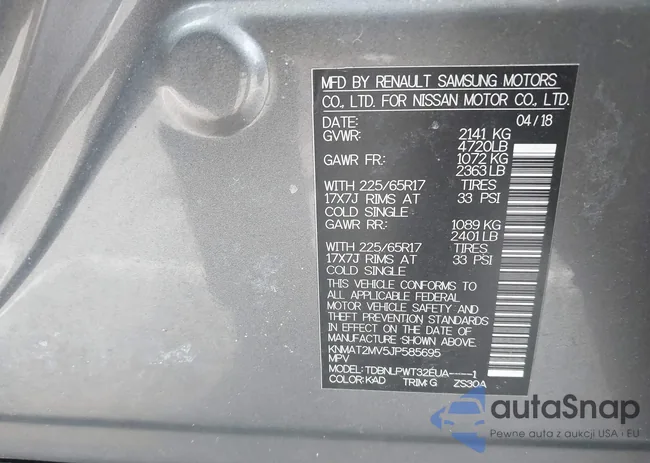 MFD BY RENAULT SAMSUNG MOTORS
CO., LTD. FOR NISSAN MOTOR CO., LTD.
DATE: 04/18
GVWR: 2141 KG
4720LB
GAWR FR: 1072 KG
2363 LB
WITH 225/65R17 TIRES
17X7J RIMS AT 33 PSI
COLD SINGLE
GAWR RR: 1089 KG
2401 LB
WITH 225/65R17 TIRES
17X7J RIMS AT 33 PSI
COLD SINGLE
THIS VEHICLE CONFORMS TO
ALL APPLICABLE FEDERAL
MOTOR VEHICLE SAFETY AND
THEFT PREVENTION STANDARDS
IN EFFECT ON THE DATE OF
MANUFACTURE SHOWN ABOVE.
KNMAT2MV5JP585695
MPV
MODEL: TDBNLPWT32EUA----1
COLOR: KAD TRIM: G ZS30A
autaSnap
Pewne auta z aukcji USA i EU